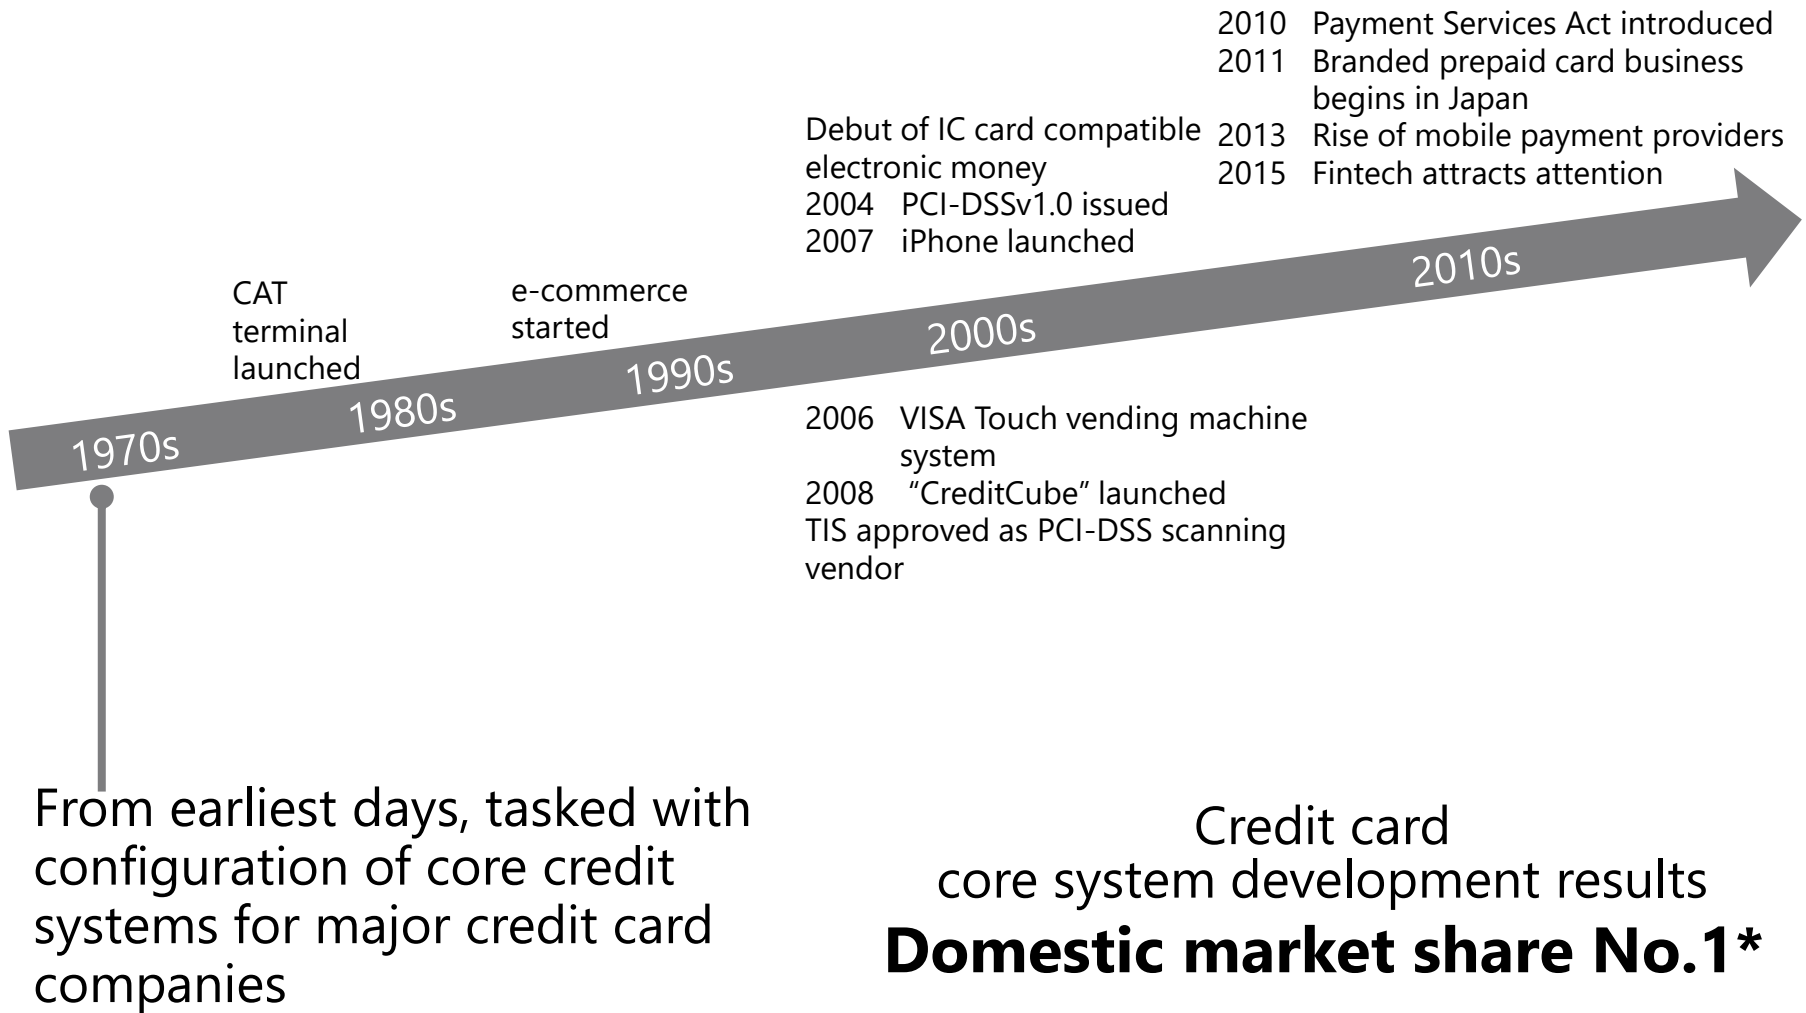 2010 Payment Services Act introduced
2011 Branded prepaid card business
begins in Japan
2013 Rise of mobile payment providers
2015 Fintech attracts attention
Debut of IC card compatible
electronic money
2004 PCI-DSSv1.0 issued
2007 iPhone launched
CAT
terminal
launched
e-commerce
started
1970s
1980s
1990s
2000s
2010s
2006 VISA Touch vending machine
system
2008 “CreditCube” launched
TIS approved as PCI-DSS scanning
vendor
From earliest days, tasked with
configuration of core credit
systems for major credit card
companies
Credit card
core system development results
Domestic market share No.1*